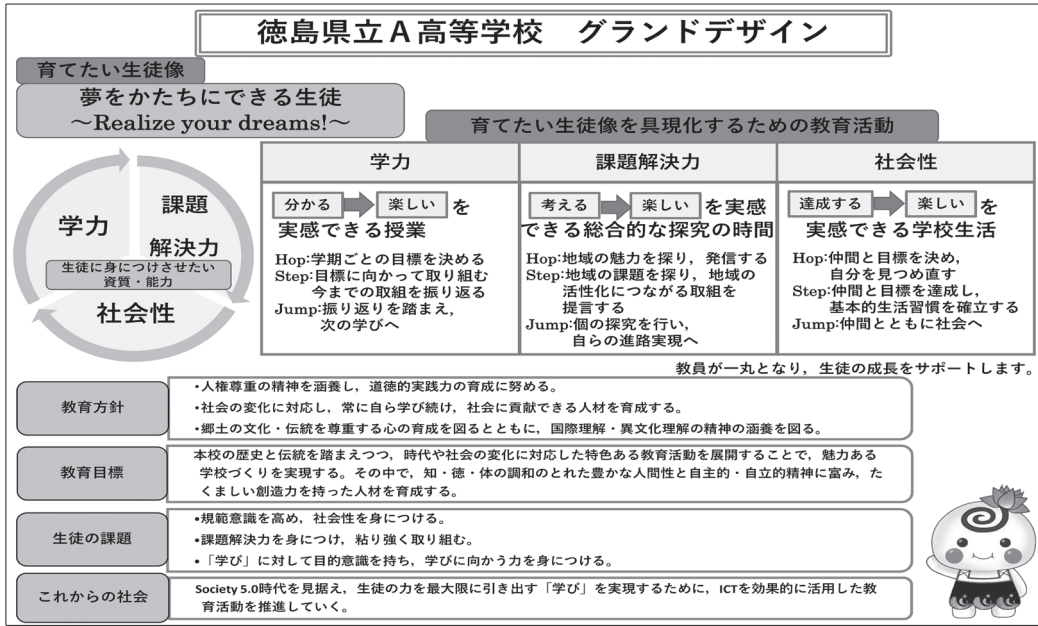 徳島県立A高等学校　グランドデザイン
育てたい生徒像
夢をかたちにできる生徒
～Realize your dreams!～
学力
課題
解決力
生徒に身につけさせたい
資質・能力
社会性
育てたい生徒像を具現化するための教育活動
学力
分かる 楽しい を
実感できる授業
Hop:学期ごとの目標を決める
Step:目標に向かって取り組む
今までの取組を振り返る
Jump:振り返りを踏まえ，
次の学びへ
課題解決力
考える 楽しい を実感
できる総合的な探究の時間
Hop:地域の魅力を探り，発信する
Step:地域の課題を探り，地域の
活性化につながる取組を
提言する
Jump:個の探究を行い，
自らの進路実現へ
社会性
達成する 楽しい を
実感できる学校生活
Hop:仲間と目標を決め，
自分を見つめ直す
Step:仲間と目標を達成し，
基本的生活習慣を確立する
Jump:仲間とともに社会へ
教員が一丸となり，生徒の成長をサポートします。
教育方針
•人権尊重の精神を涵養し，道徳的実践力の育成に努める。
•社会の変化に対応し，常に自ら学び続け，社会に貢献できる人材を育成する。
•郷土の文化・伝統を尊重する心の育成を図るとともに，国際理解・異文化理解の精神の涵養を図る。
教育目標
本校の歴史と伝統を踏まえつつ，時代や社会の変化に対応した特色ある教育活動を展開することで，魅力ある
学校づくりを実現する。その中で，知・徳・体の調和のとれた豊かな人間性と自主的・自立的精神に富み，た
くましい創造力を持った人材を育成する。
生徒の課題
•規範意識を高め，社会性を身につける。
•課題解決力を身につけ，粘り強く取り組む。
•「学び」に対して目的意識を持ち，学びに向かう力を身につける。
これからの社会
Society 5.0時代を見据え，生徒の力を最大限に引き出す「学び」を実現するために，ICTを効果的に活用した教
育活動を推進していく。